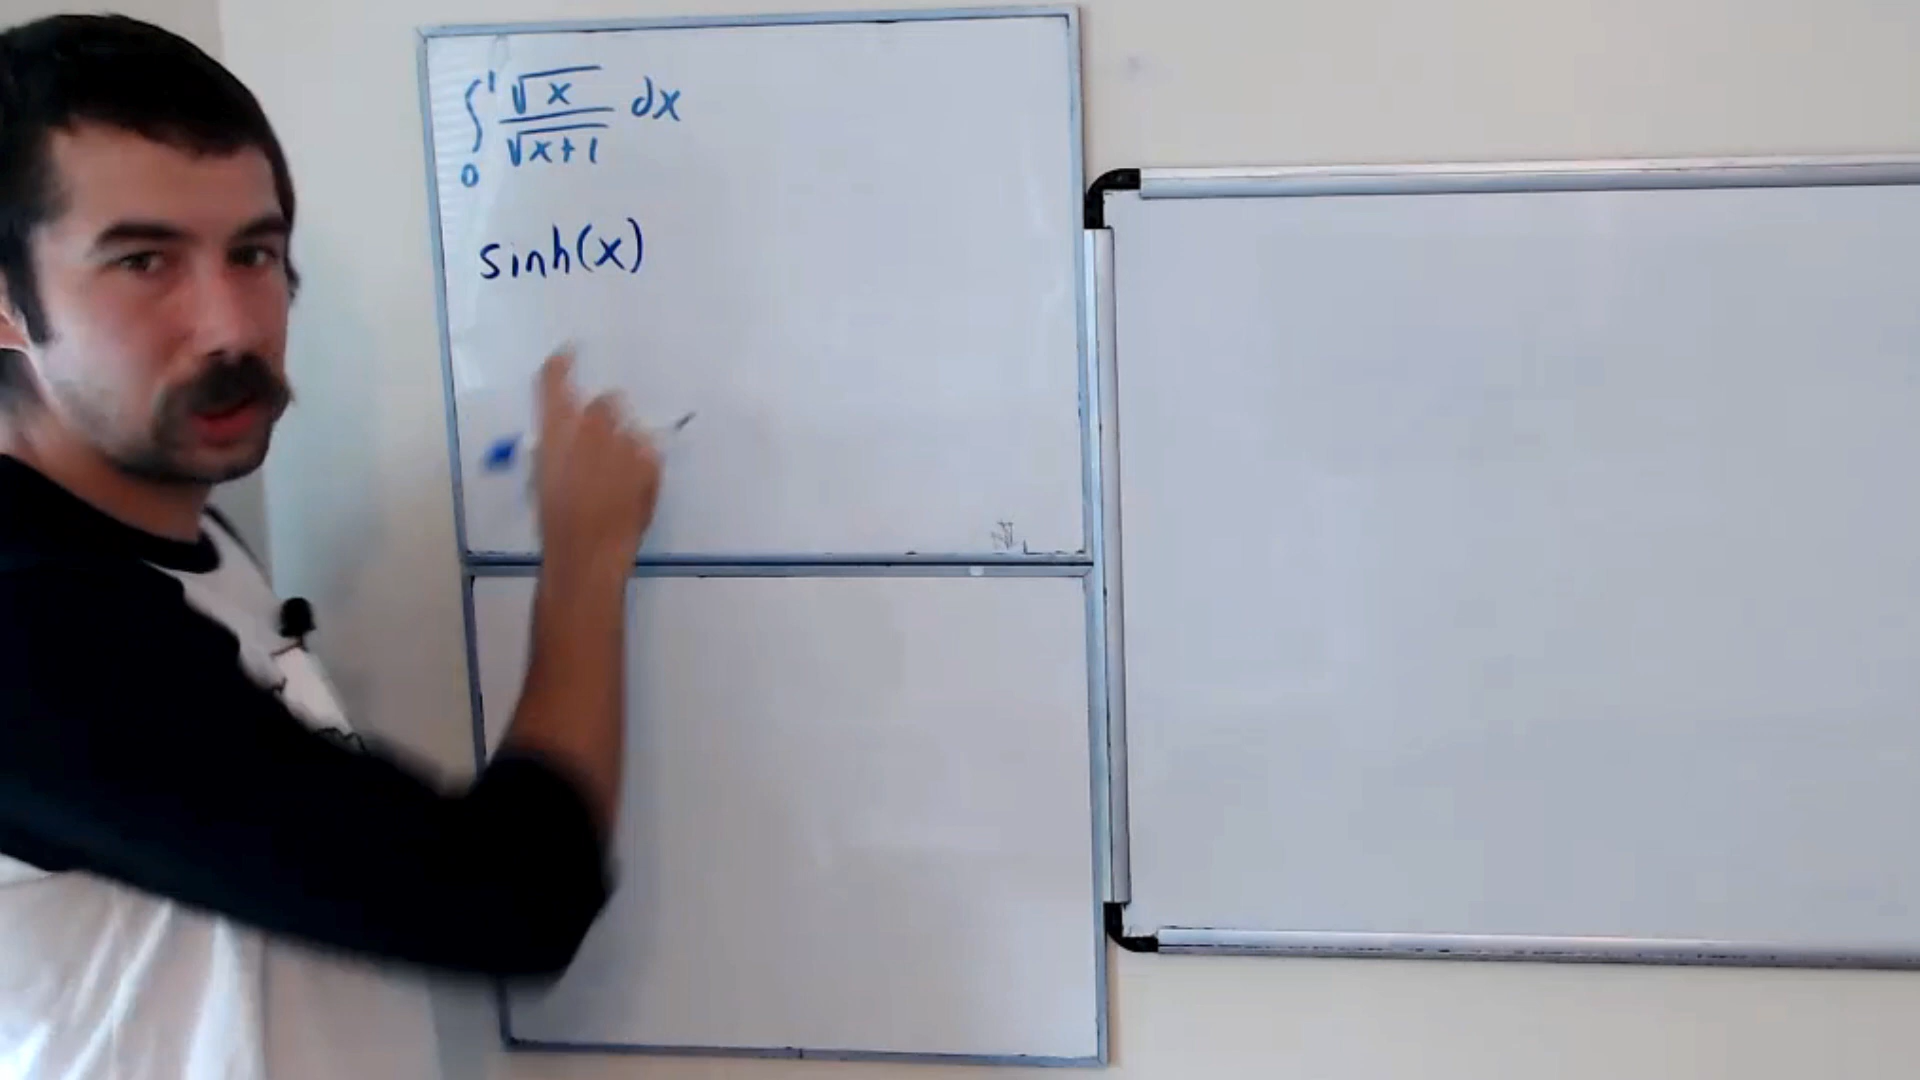 ∫₀¹ √x / √(x+1) dx
sinh(x)